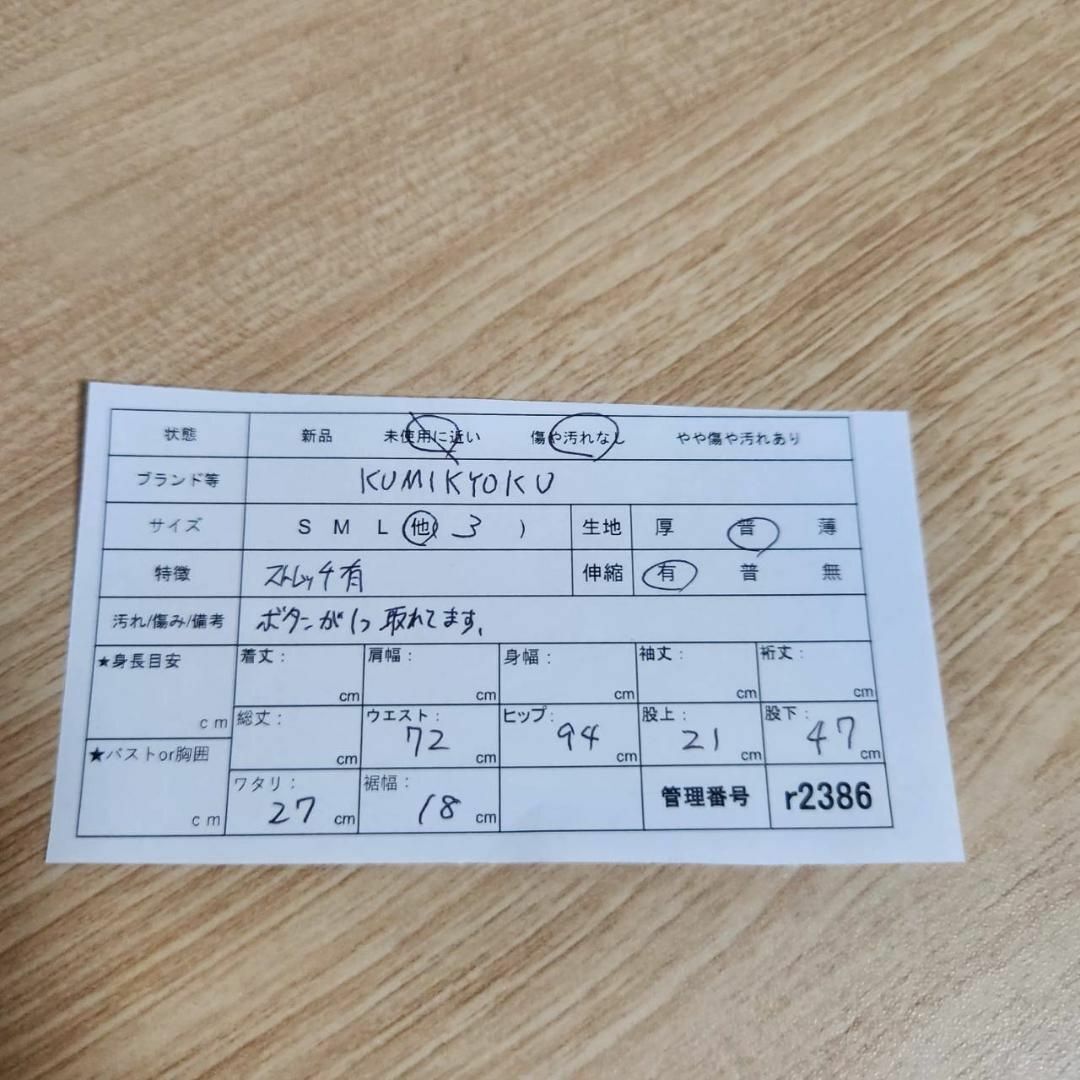 状態 新品 未使用に近い 傷や汚れなし やや傷や汚れあり
ブランド等 KUMIKYOKU
サイズ S M L (他( 3 ) 生地 厚 普 薄
特徴 ストレッチ有 伸縮 有 普 無
汚れ/傷み/備考 ボタンが1つ取れてます。
★身長目安 cm 着丈: cm 肩幅: cm 身幅: cm 袖丈: cm 裄丈: cm
総丈: cm ウエスト: 72 cm ヒップ: 94 cm 股上: 21 cm 股下: 47 cm
★バストor胸囲 cm ワタリ: 27 cm 裾幅: 18 cm 管理番号 r2386